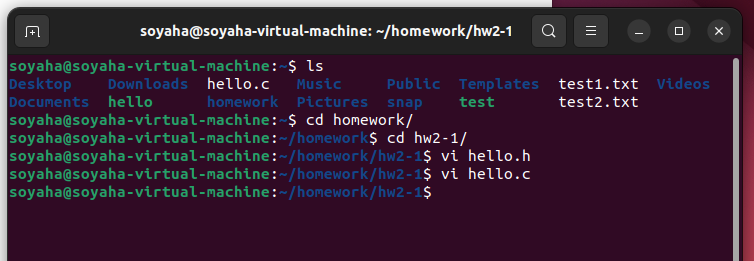 soyaha@soyaha-virtual-machine: ~/homework/hw2-1
soyaha@soyaha-virtual-machine:~$ ls
Desktop    Downloads  hello.c   Music     Public  Templates  test1.txt  Videos
Documents  hello      homework  Pictures  snap    test       test2.txt
soyaha@soyaha-virtual-machine:~$ cd homework/
soyaha@soyaha-virtual-machine:~/homework$ cd hw2-1/
soyaha@soyaha-virtual-machine:~/homework/hw2-1$ vi hello.h
soyaha@soyaha-virtual-machine:~/homework/hw2-1$ vi hello.c
soyaha@soyaha-virtual-machine:~/homework/hw2-1$